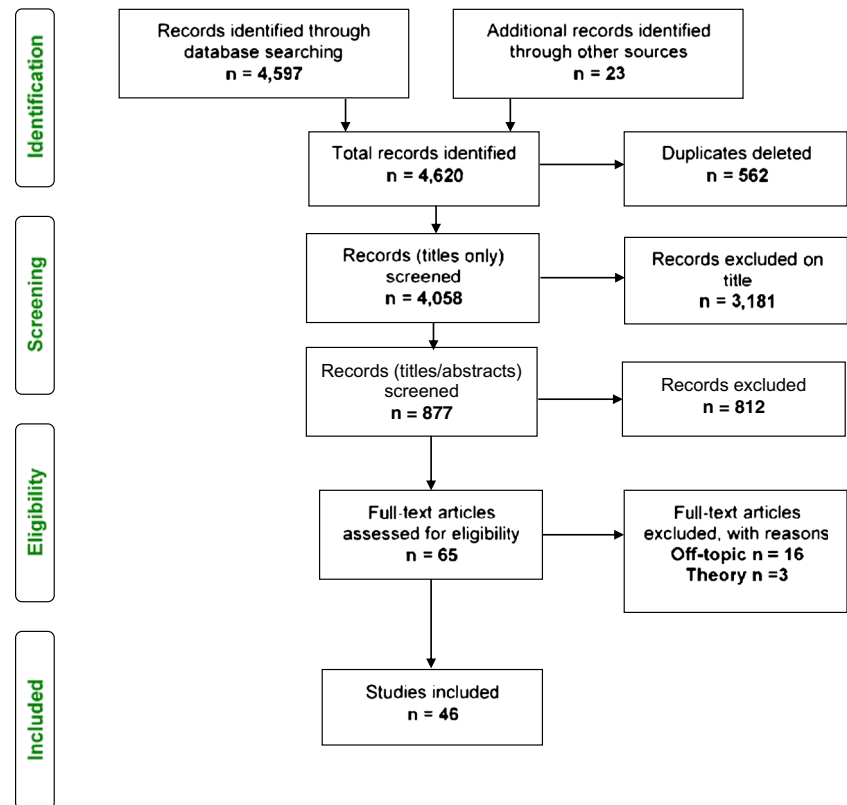 Identification
Records identified through
database searching
n = 4,597
Additional records identified
through other sources
n = 23
Total records identified
n = 4,620
Duplicates deleted
n = 562
Screening
Records (titles only)
screened
n = 4,058
Records excluded on
title
n = 3,181
Records (titles/abstracts)
screened
n = 877
Records excluded
n = 812
Eligibility
Full-text articles
assessed for eligibility
n = 65
Full-text articles
excluded, with reasons
Off-topic n = 16
Theory n =3
Included
Studies included
n = 46